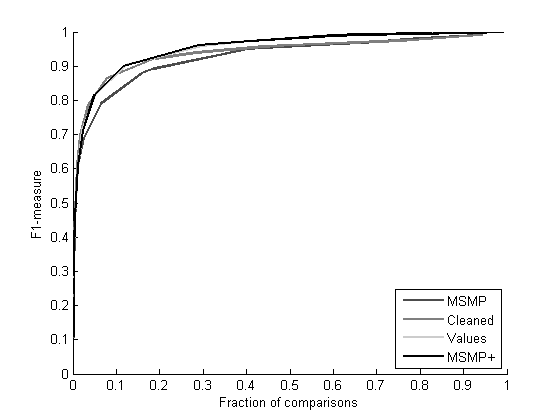 1
0.9
0.8
0.7
0.6
0.5
0.4
0.3
0.2
0.1
0
F1-measure
MSMP
Cleaned
Values
MSMP+
0 0.1 0.2 0.3 0.4 0.5 0.6 0.7 0.8 0.9 1
Fraction of comparisons